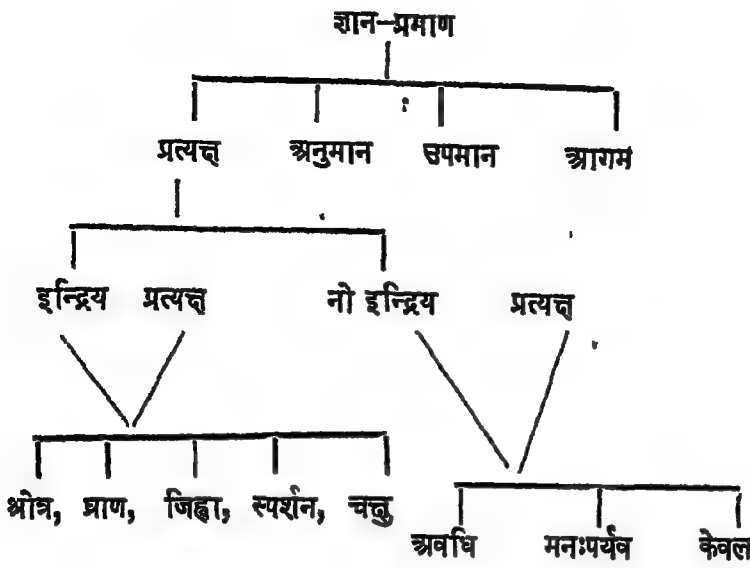 ज्ञान-प्रमाण
प्रत्यक्ष अनुमान उपमान आगम
इन्द्रिय प्रत्यक्ष नो इन्द्रिय प्रत्यक्ष
श्रोत्र, घ्राण, जिह्वा, स्पर्शन, चक्षु
अवधि मनःपर्यव केवल